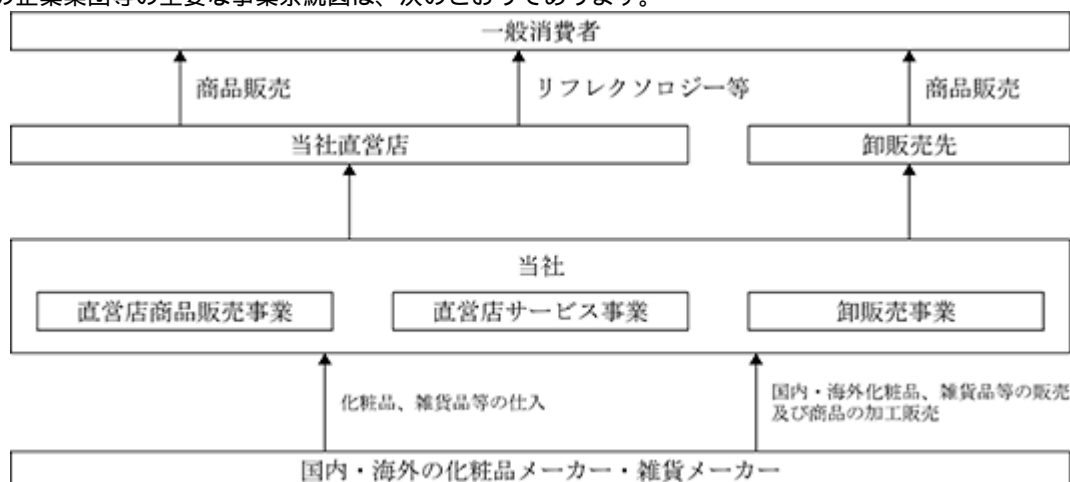 の企業集団等の主要な事業系統図は、次のとおりであります。
一般消費者
商品販売
リフレクソロジー等
商品販売
当社直営店
卸販売先
当社
直営店商品販売事業
直営店サービス事業
卸販売事業
化粧品、雑貨品等の仕入
国内・海外化粧品、雑貨品等の販売
及び商品の加工販売
国内・海外の化粧品メーカー・雑貨メーカー